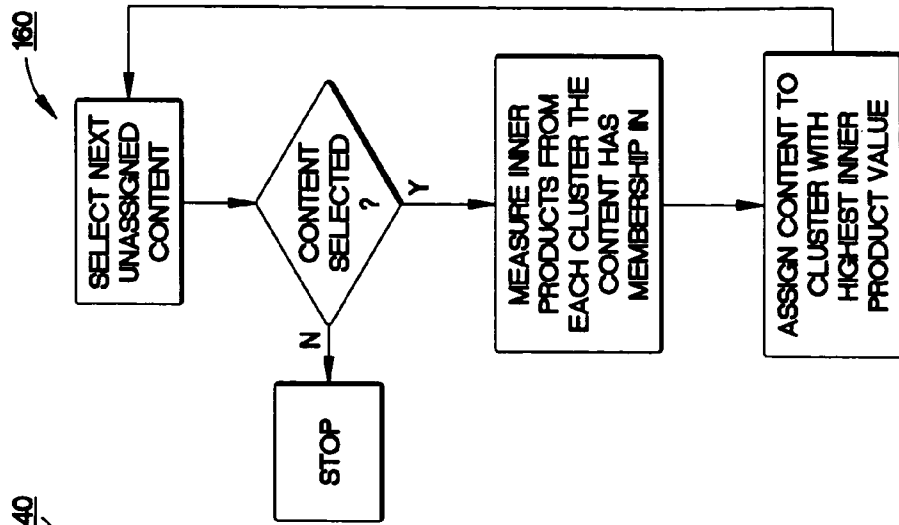 160
SELECT NEXT
UNASSIGNED
CONTENT
CONTENT
SELECTED
?
N
Y
STOP
MEASURE INNER
PRODUCTS FROM
EACH CLUSTER THE
CONTENT HAS
MEMBERSHIP IN
ASSIGN CONTENT TO
CLUSTER WITH
HIGHEST INNER
PRODUCT VALUE
40